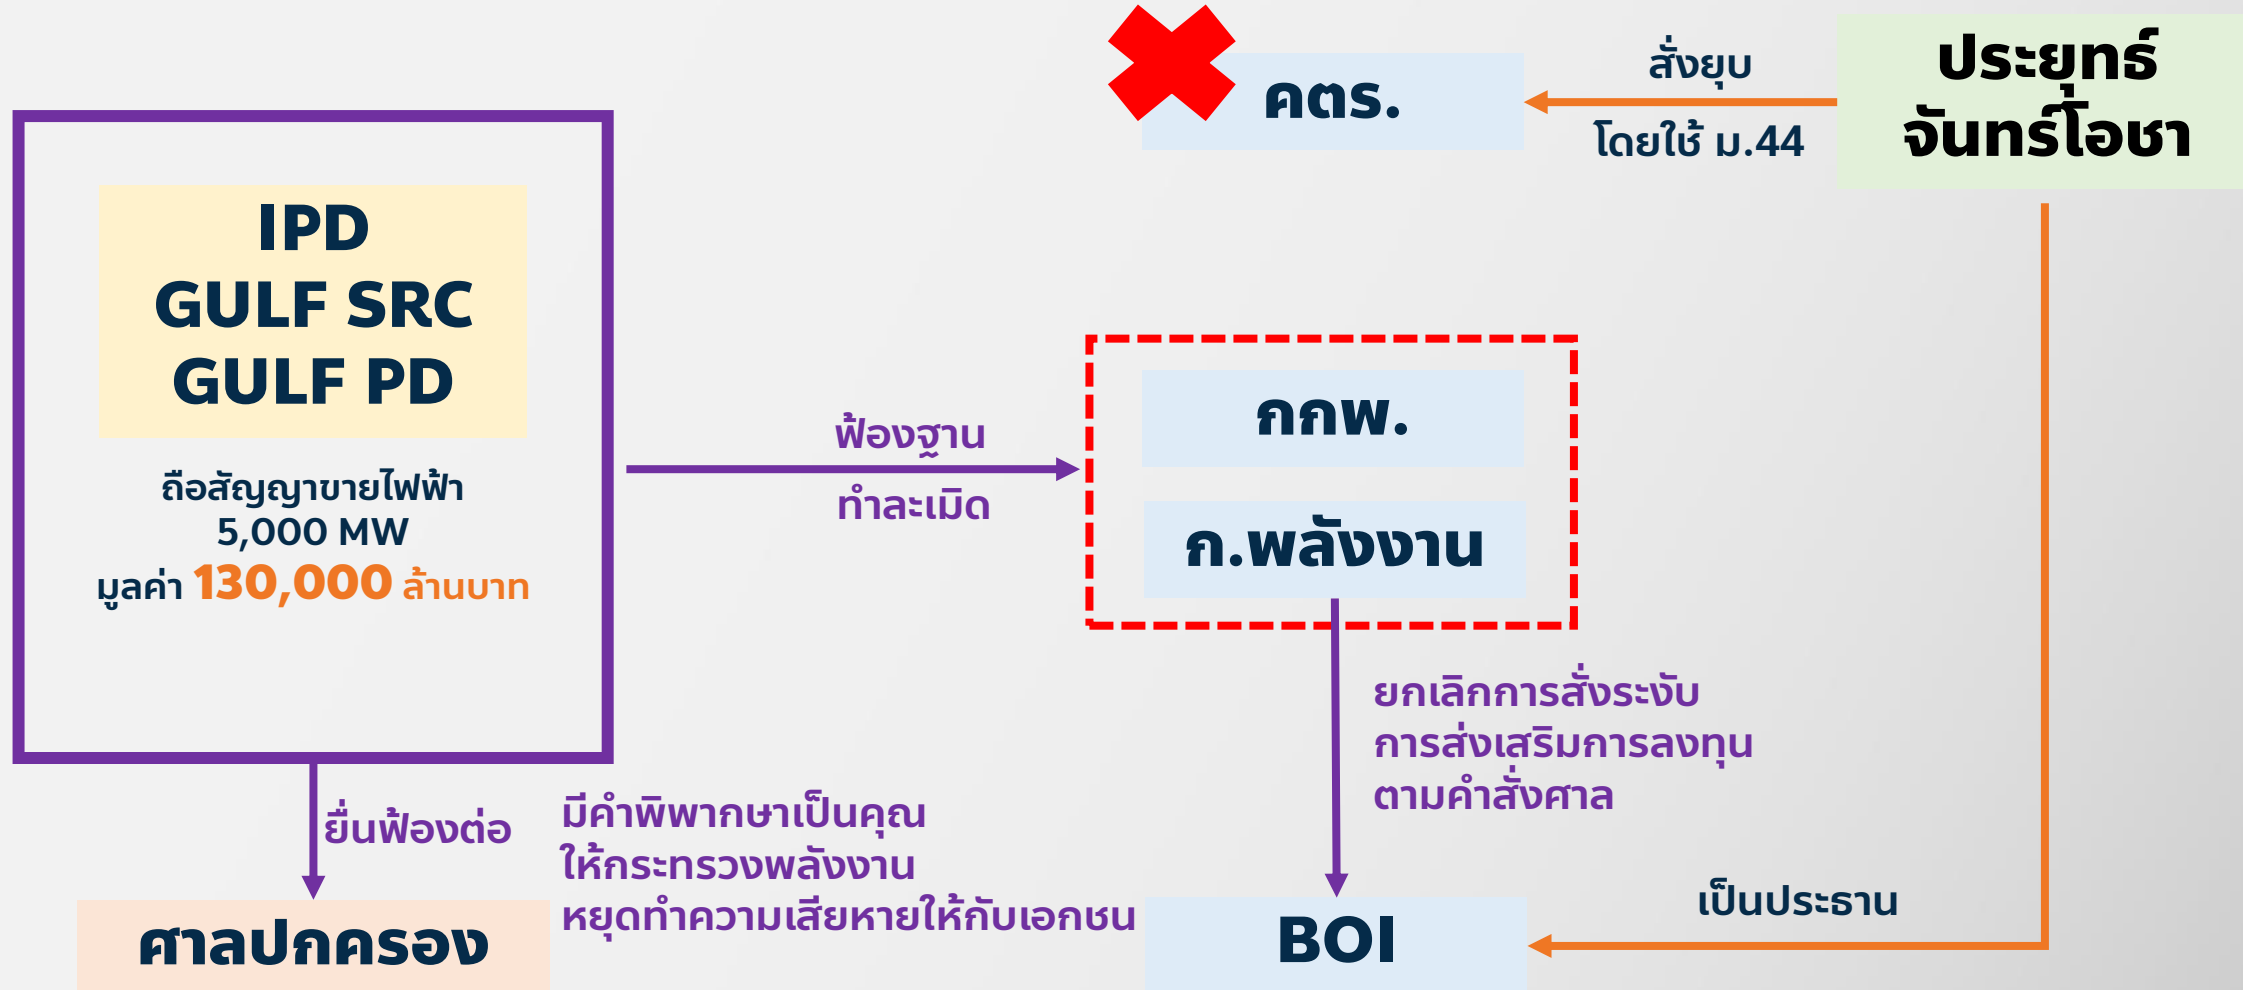 คตร.
สั่งยุบ
โดยใช้ ม.44
ประยุทธ์
จันทร์โอชา
IPD
GULF SRC
GULF PD
ถือสัญญาขายไฟฟ้า
5,000 MW
มูลค่า 130,000 ล้านบาท
ฟ้องฐาน
ทำละเมิด
กกพ.
ก.พลังงาน
ยกเลิกการสั่งระงับ
การส่งเสริมการลงทุน
ตามคำสั่งศาล
ยื่นฟ้องต่อ
มีคำพิพากษาเป็นคุณ
ให้กระทรวงพลังงาน
หยุดทำความเสียหายให้กับเอกชน
เป็นประธาน
ศาลปกครอง
BOI